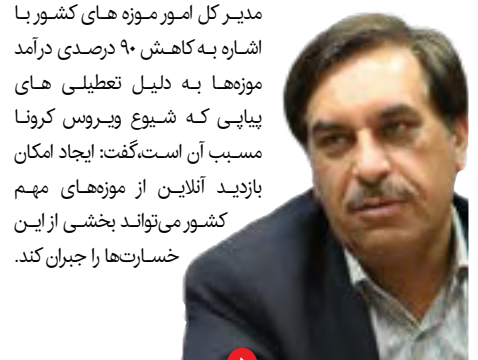 مدیر کل امور موزه های کشور با
اشاره به کاهش ۹۰ درصدی درآمد
موزه‌ها به دلیل تعطیلی های
پیاپی که شیوع ویروس کرونا
مسبب آن است،گفت: ایجاد امکان
بازدید آنلاین از موزه‌های مهم
کشور می‌تواند بخشی از این
خسارت‌ها را جبران کند.